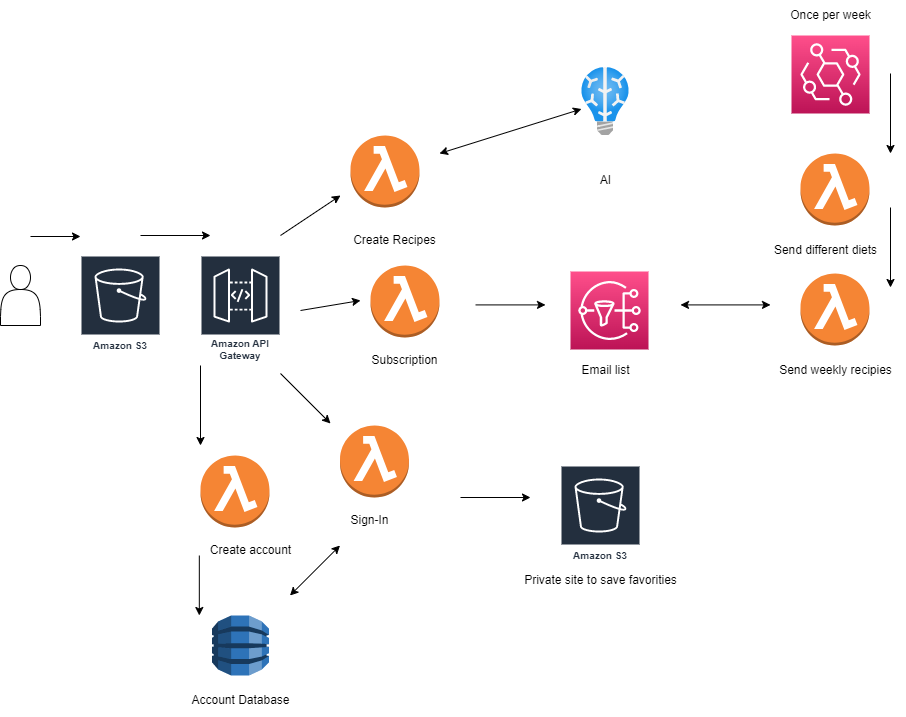 Once per week
AI
Create Recipes
Send different diets
</>
Amazon S3
Amazon API
Gateway
Subscription
Email list
Send weekly recipies
Sign-In
Create account
Amazon S3
Private site to save favorities
Account Database